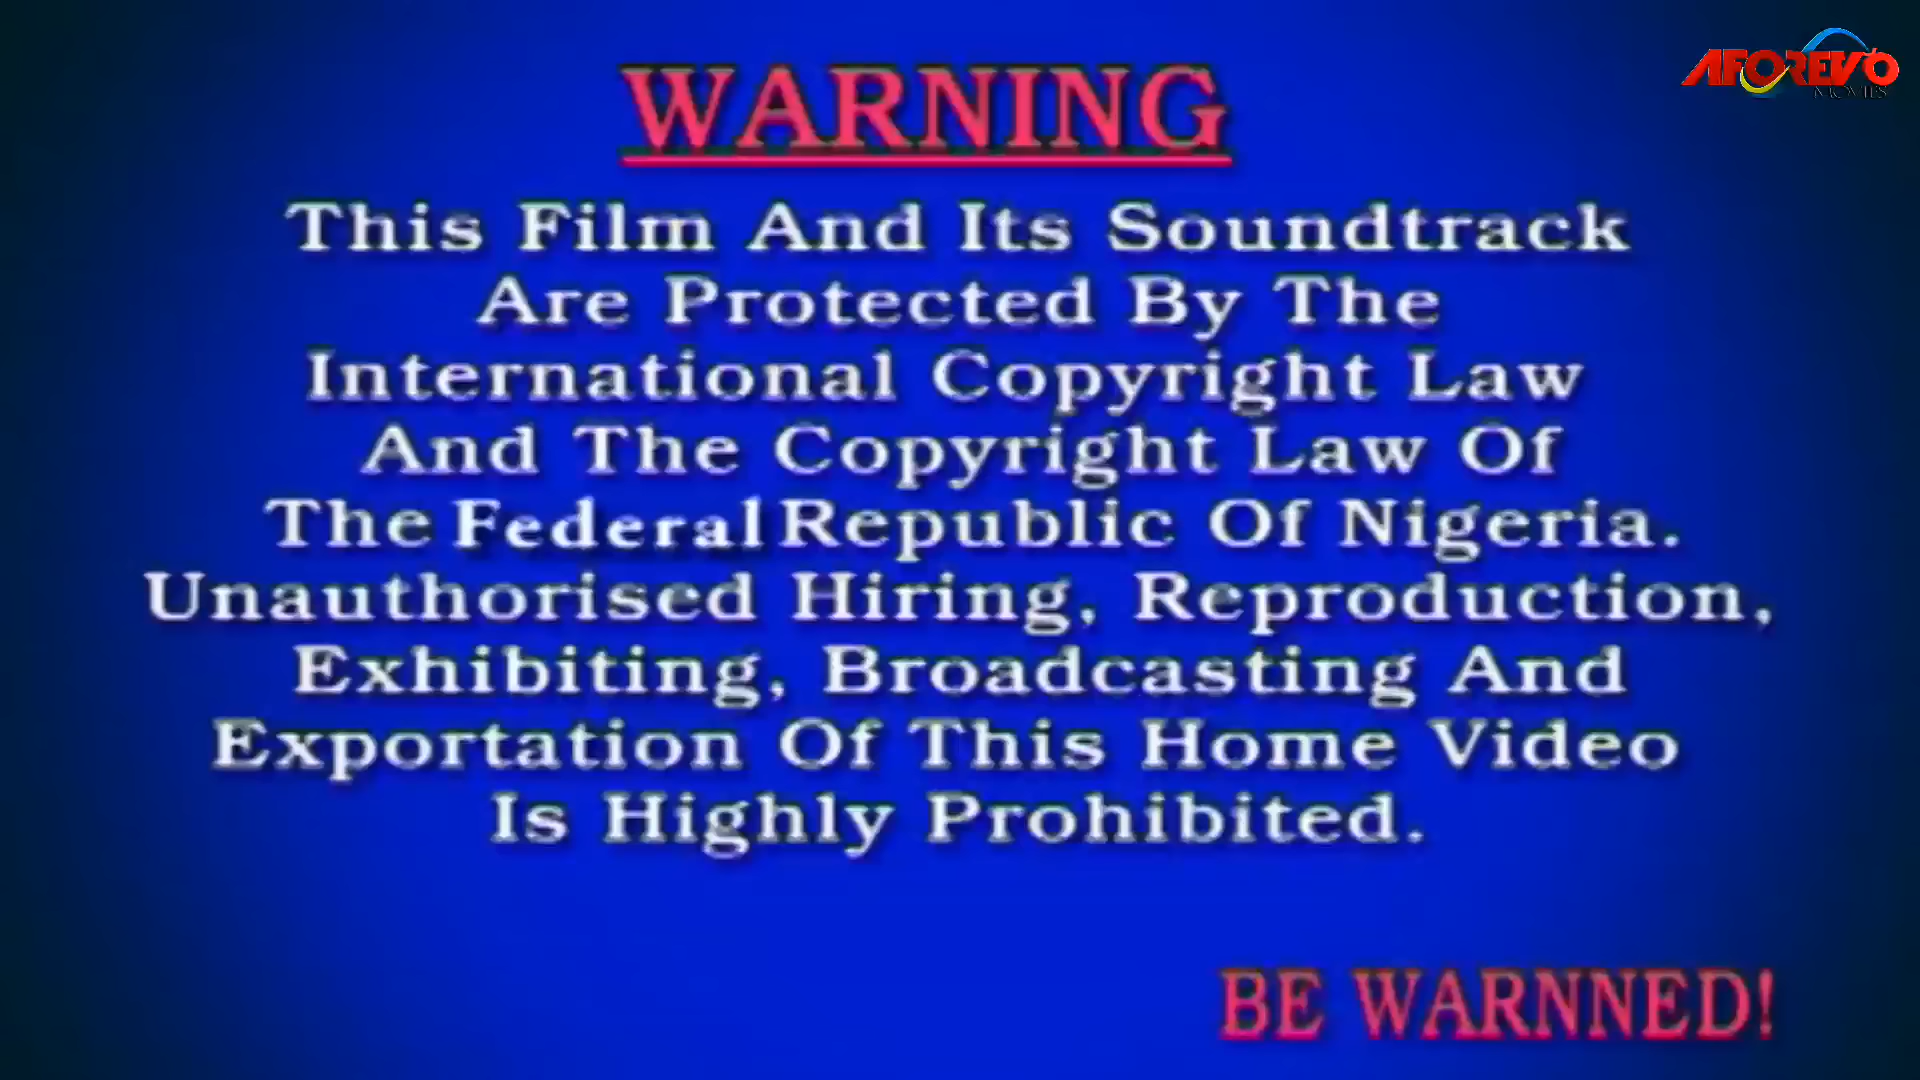 AFOREVO
MOVIES
WARNING
This Film And Its Soundtrack
Are Protected By The
International Copyright Law
And The Copyright Law Of
The Federal Republic Of Nigeria.
Unauthorised Hiring, Reproduction,
Exhibiting, Broadcasting And
Exportation Of This Home Video
Is Highly Prohibited.
BE WARNNED!